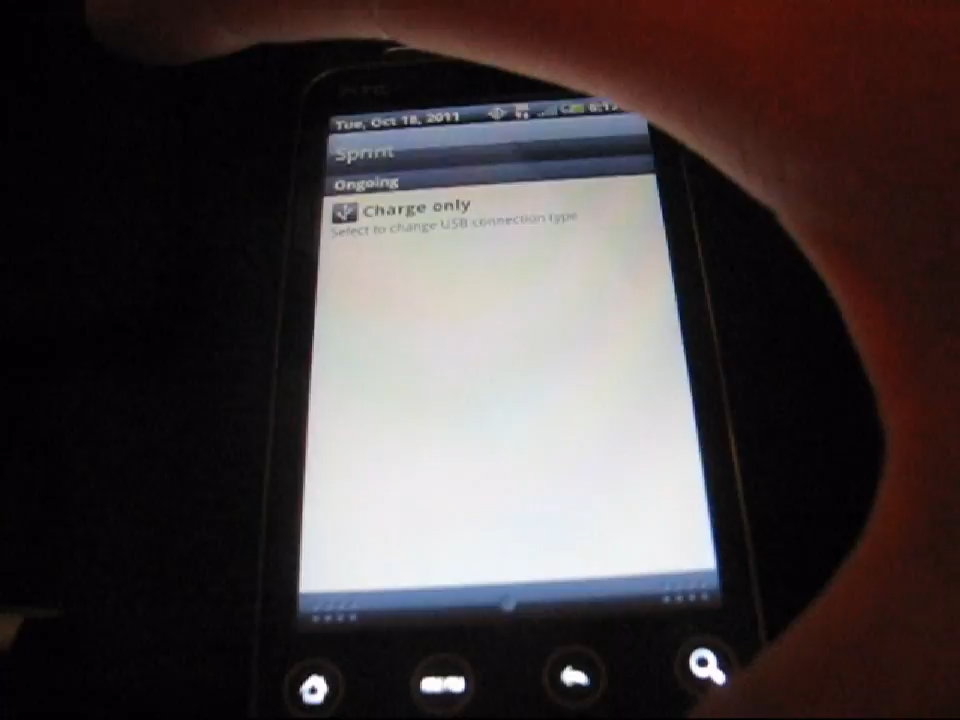 Tue, Oct 18, 2011
Sprint
Ongoing
Charge only
Select to change USB connection type